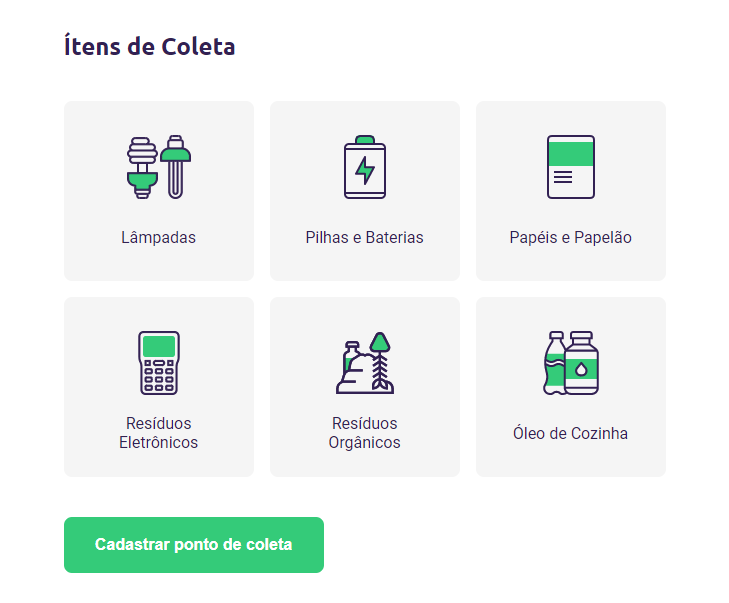 Ítens de Coleta
Lâmpadas
Pilhas e Baterias
Papéis e Papelão
Resíduos
Eletrônicos
Resíduos
Orgânicos
Óleo de Cozinha
Cadastrar ponto de coleta